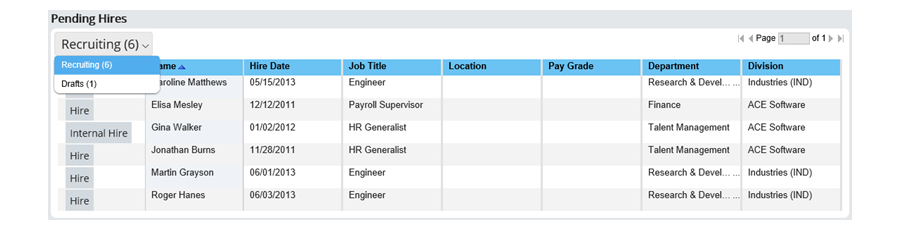 Pending Hires
Recruiting (6)
Page 1 of 1
Recruiting (6)
Drafts (1)
ame Hire Date Job Title Location Pay Grade Department Division
aroline Matthews 05/15/2013 Engineer Research & Devel... ... Industries (IND)
Hire Elisa Mesley 12/12/2011 Payroll Supervisor Finance ACE Software
Internal Hire Gina Walker 01/02/2012 HR Generalist Talent Management ACE Software
Hire Jonathan Burns 11/28/2011 HR Generalist Talent Management ACE Software
Hire Martin Grayson 06/01/2013 Engineer Research & Devel... ... Industries (IND)
Hire Roger Hanes 06/03/2013 Engineer Research & Devel... ... Industries (IND)